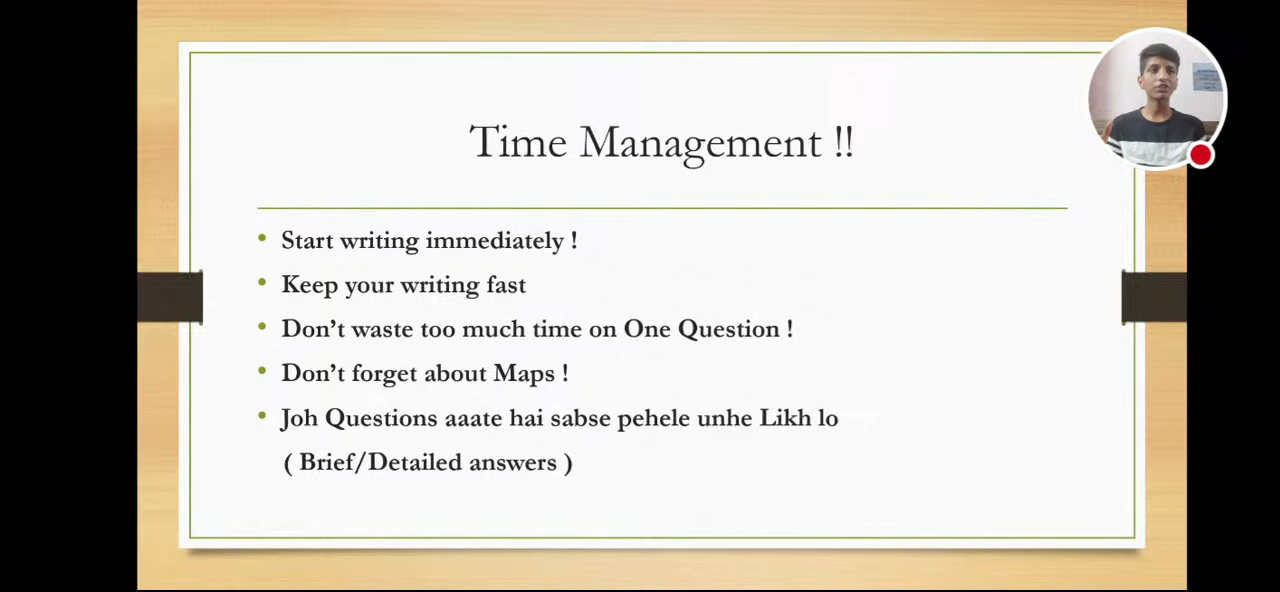 Time Management !!
Start writing immediately !
Keep your writing fast
Don't waste too much time on One Question !
Don't forget about Maps !
Joh Questions aaate hai sabse pehele unhe Likh lo
( Brief/Detailed answers )